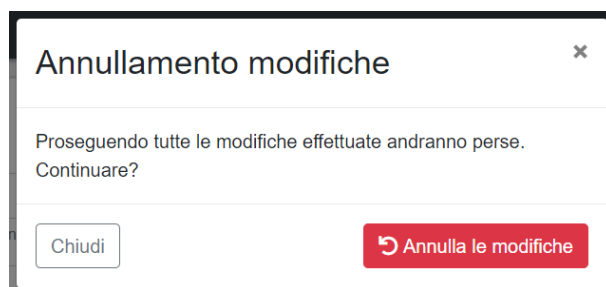 Annullamento modifiche
×
Proseguendo tutte le modifiche effettuate andranno perse.
Continuare?
Chiudi
Annulla le modifiche